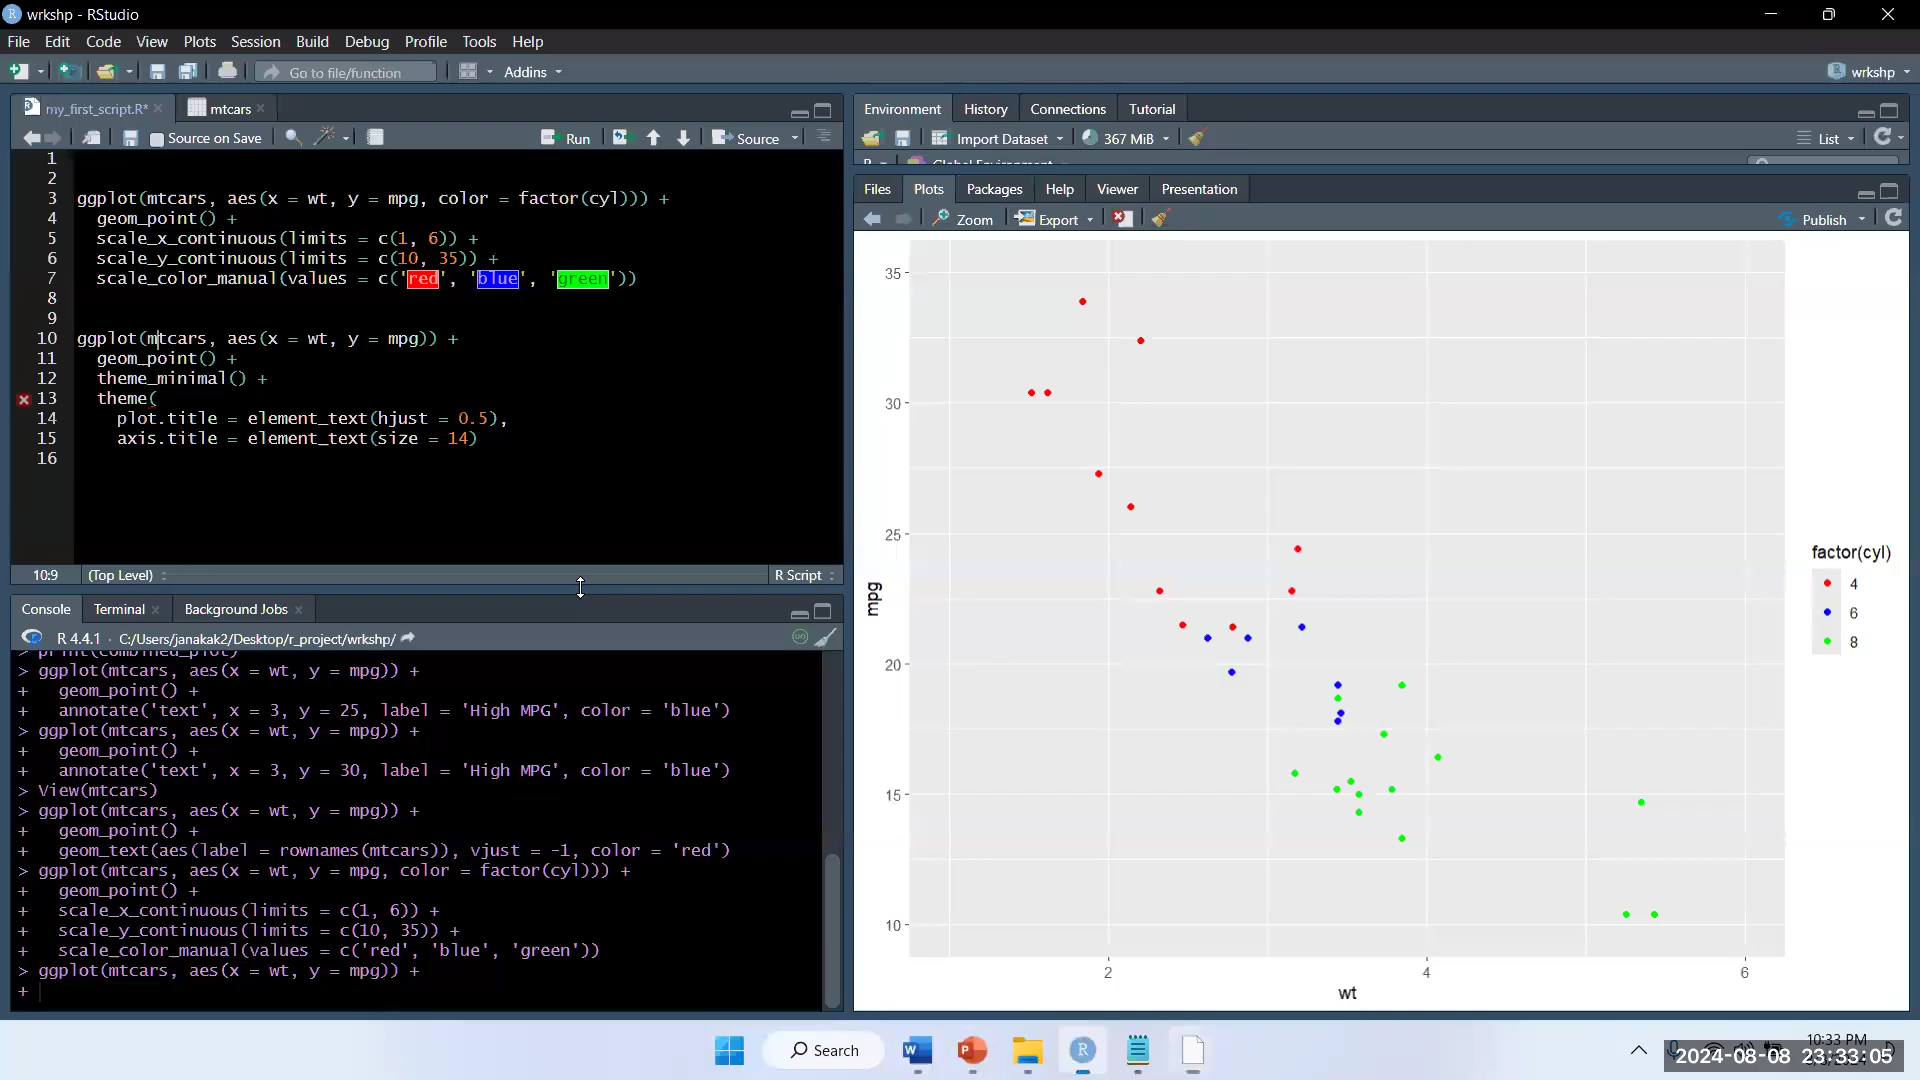 wrkshp - RStudio
File Edit Code View Plots Session Build Debug Profile Tools Help
Go to file/function Addins wrkshp
my_first_script.R* mtcars
Source on Save Run Source
1
2
3 ggplot(mtcars, aes(x = wt, y = mpg, color = factor(cyl))) +
4 geom_point() +
5 scale_x_continuous(limits = c(1, 6)) +
6 scale_y_continuous(limits = c(10, 35)) +
7 scale_color_manual(values = c('red', 'blue', 'green'))
8
9
10 ggplot(mtcars, aes(x = wt, y = mpg)) +
11 geom_point() +
12 theme_minimal() +
13 theme(
14 plot.title = element_text(hjust = 0.5),
15 axis.title = element_text(size = 14)
16
10:9 (Top Level) R Script
Console Terminal Background Jobs
R 4.4.1 · C:/Users/janakak2/Desktop/r_project/wrkshp/
> print(combined_plot)
> ggplot(mtcars, aes(x = wt, y = mpg)) +
+ geom_point() +
+ annotate('text', x = 3, y = 25, label = 'High MPG', color = 'blue')
> ggplot(mtcars, aes(x = wt, y = mpg)) +
+ geom_point() +
+ annotate('text', x = 3, y = 30, label = 'High MPG', color = 'blue')
> View(mtcars)
> ggplot(mtcars, aes(x = wt, y = mpg)) +
+ geom_point() +
+ geom_text(aes(label = rownames(mtcars)), vjust = -1, color = 'red')
> ggplot(mtcars, aes(x = wt, y = mpg, color = factor(cyl))) +
+ geom_point() +
+ scale_x_continuous(limits = c(1, 6)) +
+ scale_y_continuous(limits = c(10, 35)) +
+ scale_color_manual(values = c('red', 'blue', 'green'))
> ggplot(mtcars, aes(x = wt, y = mpg)) +
+
Environment History Connections Tutorial
Import Dataset 367 MiB List
R Global Environment
Files Plots Packages Help Viewer Presentation
Zoom Export Publish
35
30
25
20
15
10
mpg
2 4 6
wt
factor(cyl)
4
6
8
Search
10:33 PM
2024-08-08 23:33:05